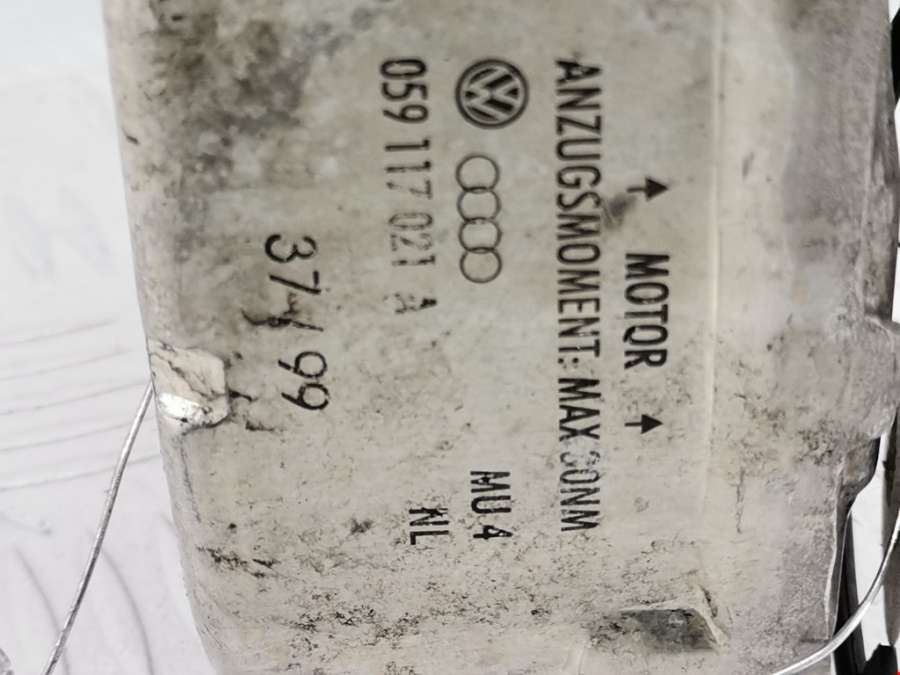 ↑ MOTOR ↑
ANZUGSMOMENT: MAX 30NM
MU 4
059 117 021 A NL
37/99